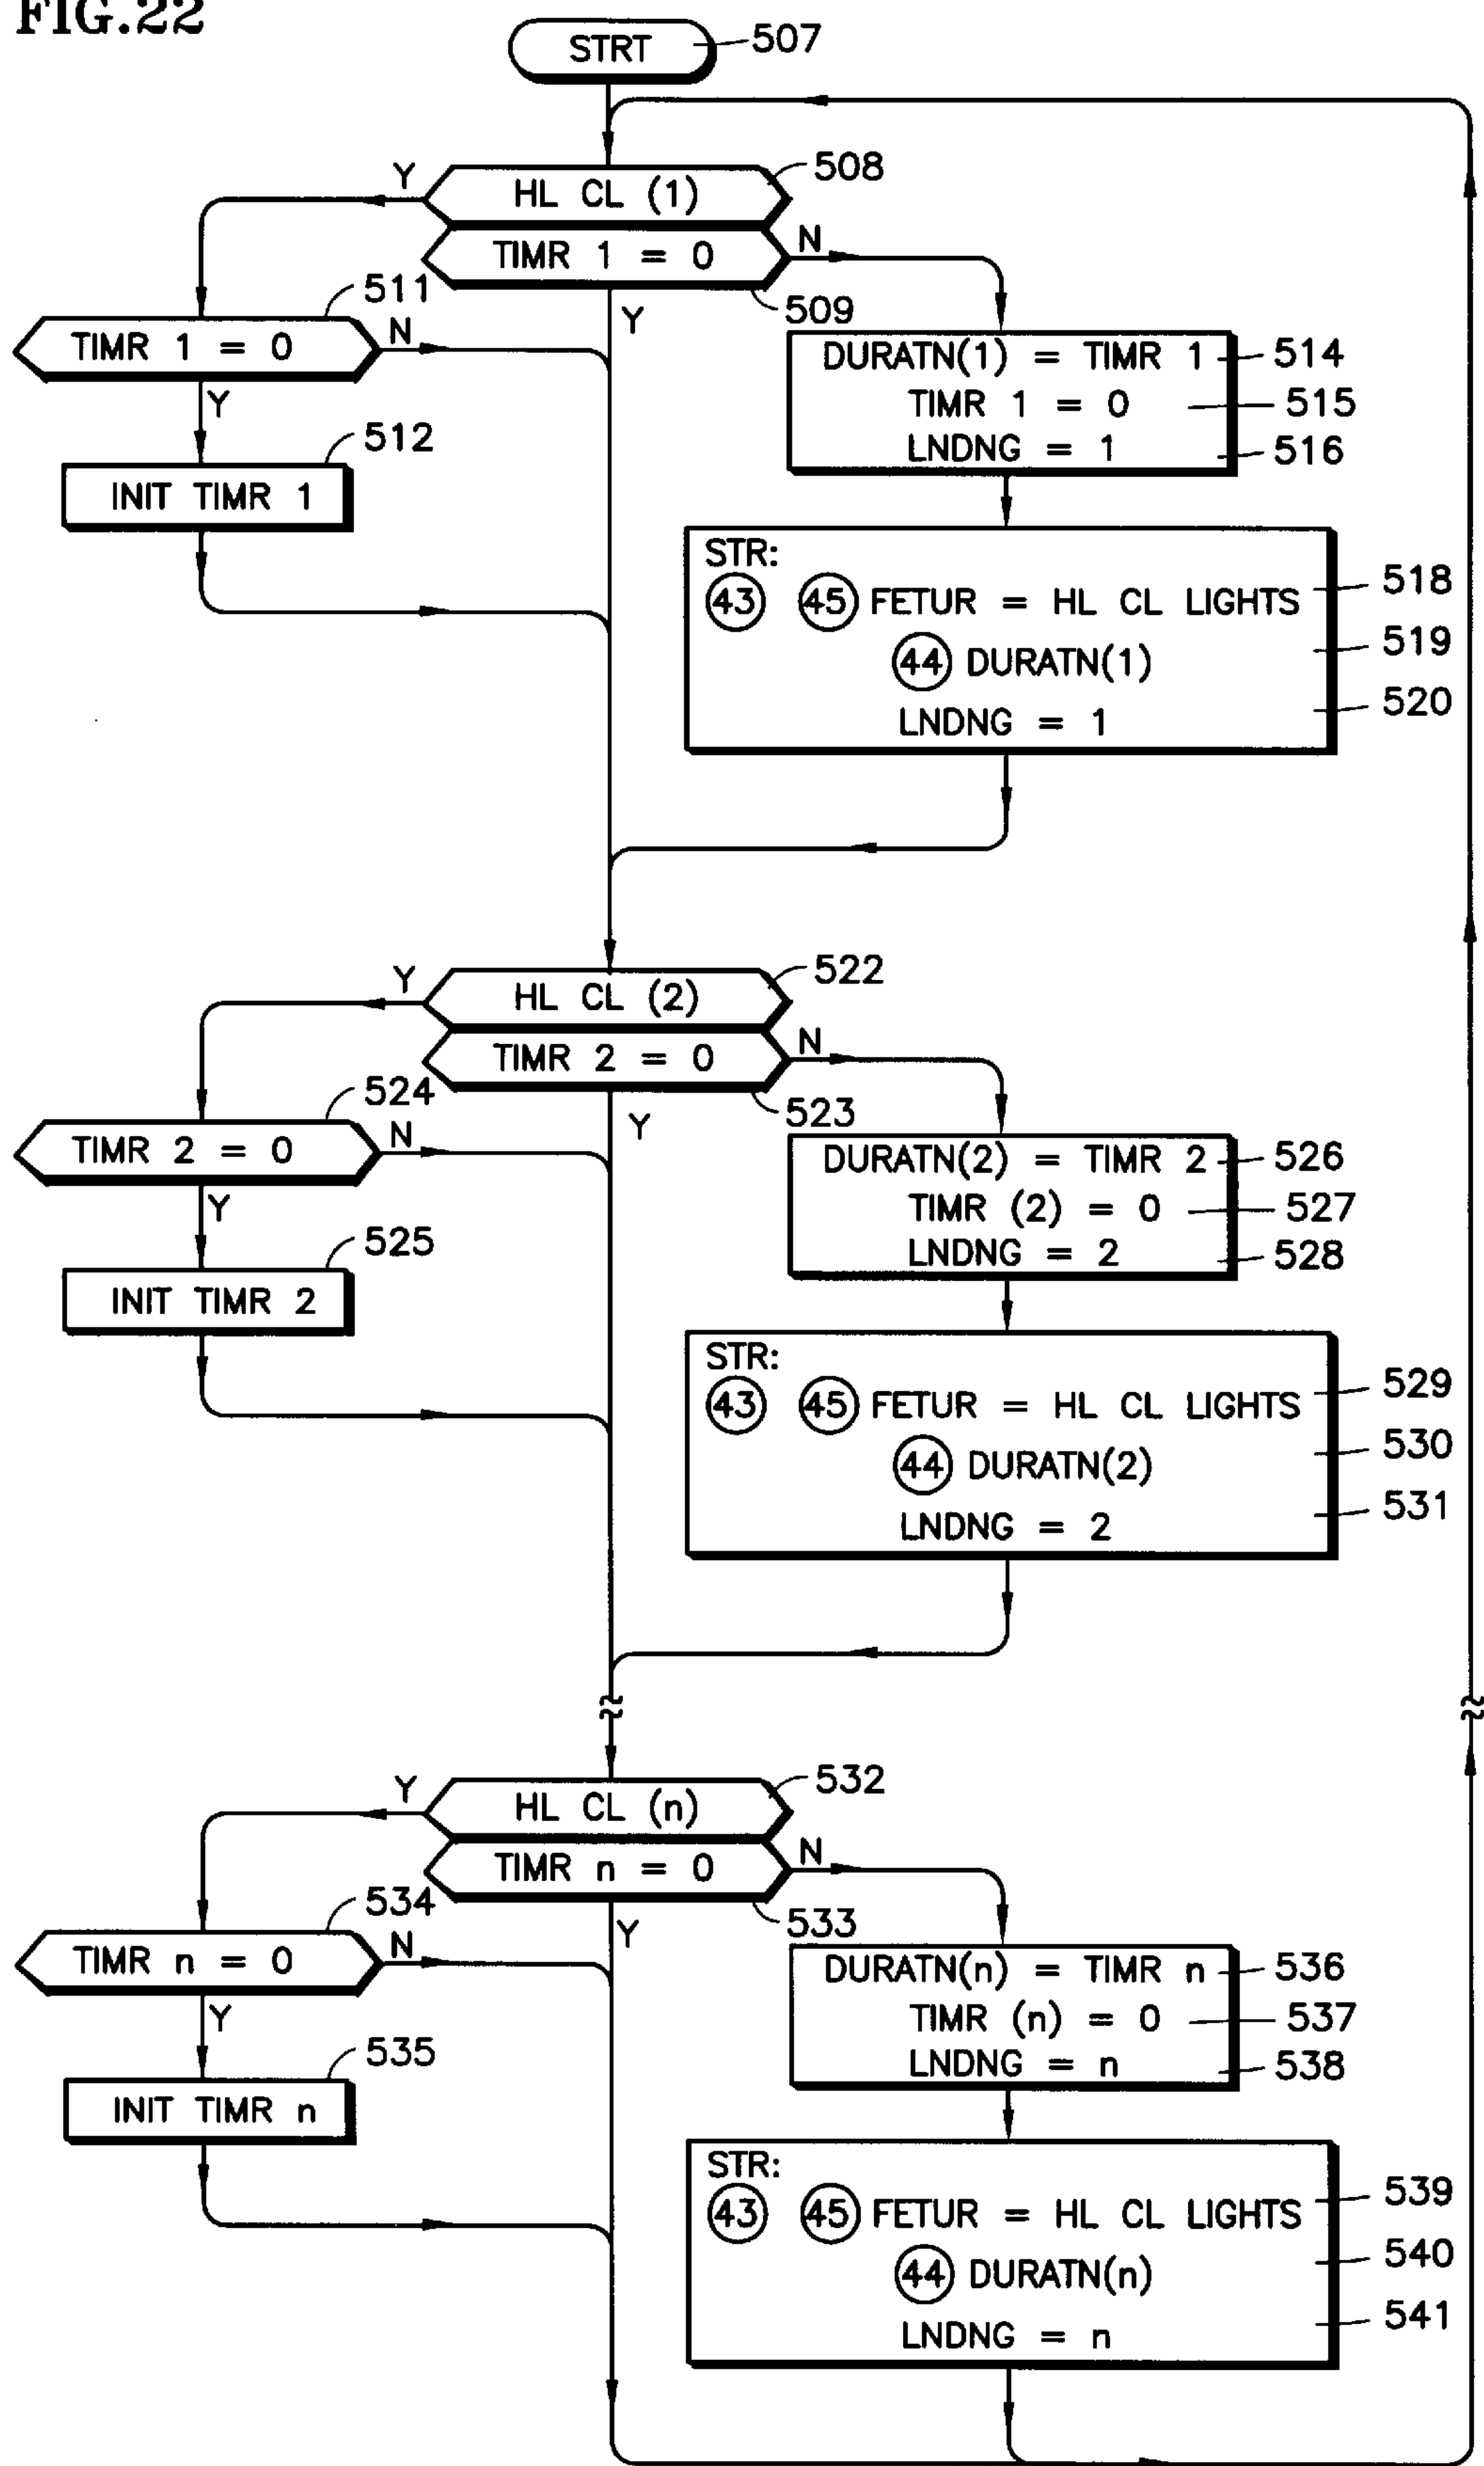 FIG.22
STRT
507
Y
HL CL (1)
508
TIMR 1 = 0
N
509
Y
511
TIMR 1 = 0
N
Y
512
INIT TIMR 1
DURATN(1) = TIMR 1
514
TIMR 1 = 0
515
LNDNG = 1
516
STR:
43 45 FETUR = HL CL LIGHTS
518
44 DURATN(1)
519
LNDNG = 1
520
Y
HL CL (2)
522
TIMR 2 = 0
N
523
Y
524
TIMR 2 = 0
N
Y
525
INIT TIMR 2
DURATN(2) = TIMR 2
526
TIMR (2) = 0
527
LNDNG = 2
528
STR:
43 45 FETUR = HL CL LIGHTS
529
44 DURATN(2)
530
LNDNG = 2
531
Y
HL CL (n)
532
TIMR n = 0
N
533
Y
534
TIMR n = 0
N
Y
535
INIT TIMR n
DURATN(n) = TIMR n
536
TIMR (n) = 0
537
LNDNG = n
538
STR:
43 45 FETUR = HL CL LIGHTS
539
44 DURATN(n)
540
LNDNG = n
541